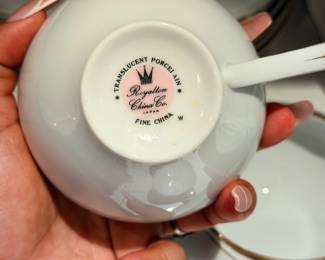 TRANSLUCENT PORCELAIN
Royalton
China Co.
JAPAN
FINE CHINA
W